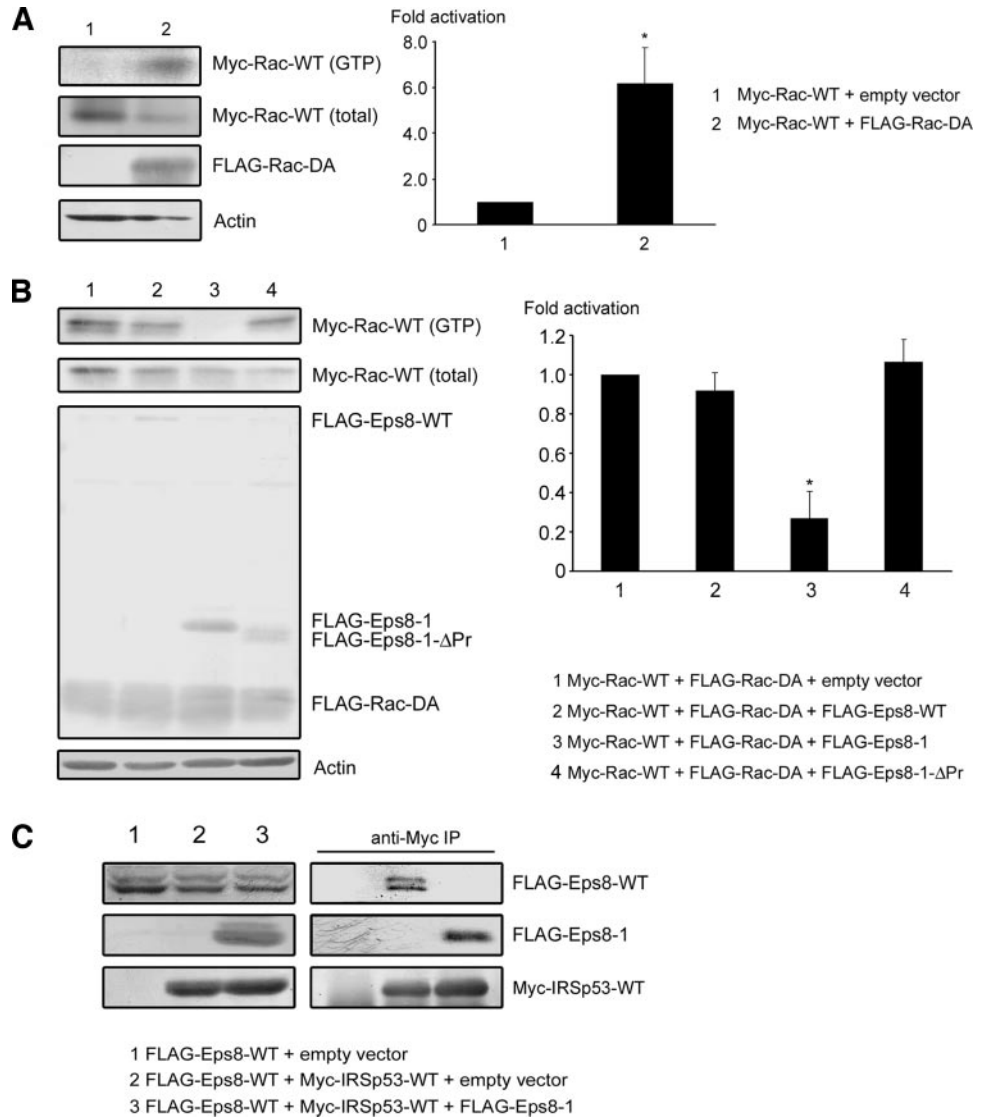 A
1 2
Myc-Rac-WT (GTP)
Myc-Rac-WT (total)
FLAG-Rac-DA
Actin
Fold activation
8.0
6.0
4.0
2.0
0
*
1 2
1 Myc-Rac-WT + empty vector
2 Myc-Rac-WT + FLAG-Rac-DA
B
1 2 3 4
Myc-Rac-WT (GTP)
Myc-Rac-WT (total)
FLAG-Eps8-WT
FLAG-Eps8-1
FLAG-Eps8-1-ΔPr
FLAG-Rac-DA
Actin
Fold activation
1.2
1.0
0.8
0.6
0.4
0.2
0
*
1 2 3 4
1 Myc-Rac-WT + FLAG-Rac-DA + empty vector
2 Myc-Rac-WT + FLAG-Rac-DA + FLAG-Eps8-WT
3 Myc-Rac-WT + FLAG-Rac-DA + FLAG-Eps8-1
4 Myc-Rac-WT + FLAG-Rac-DA + FLAG-Eps8-1-ΔPr
C
1 2 3
anti-Myc IP
FLAG-Eps8-WT
FLAG-Eps8-1
Myc-IRSp53-WT
1 FLAG-Eps8-WT + empty vector
2 FLAG-Eps8-WT + Myc-IRSp53-WT + empty vector
3 FLAG-Eps8-WT + Myc-IRSp53-WT + FLAG-Eps8-1